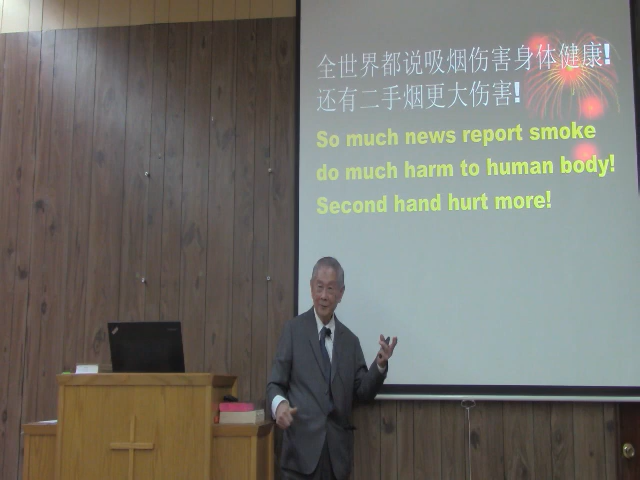 全世界都说吸烟伤害身体健康!
还有二手烟更大伤害!
So much news report smoke
do much harm to human body!
Second hand hurt more!